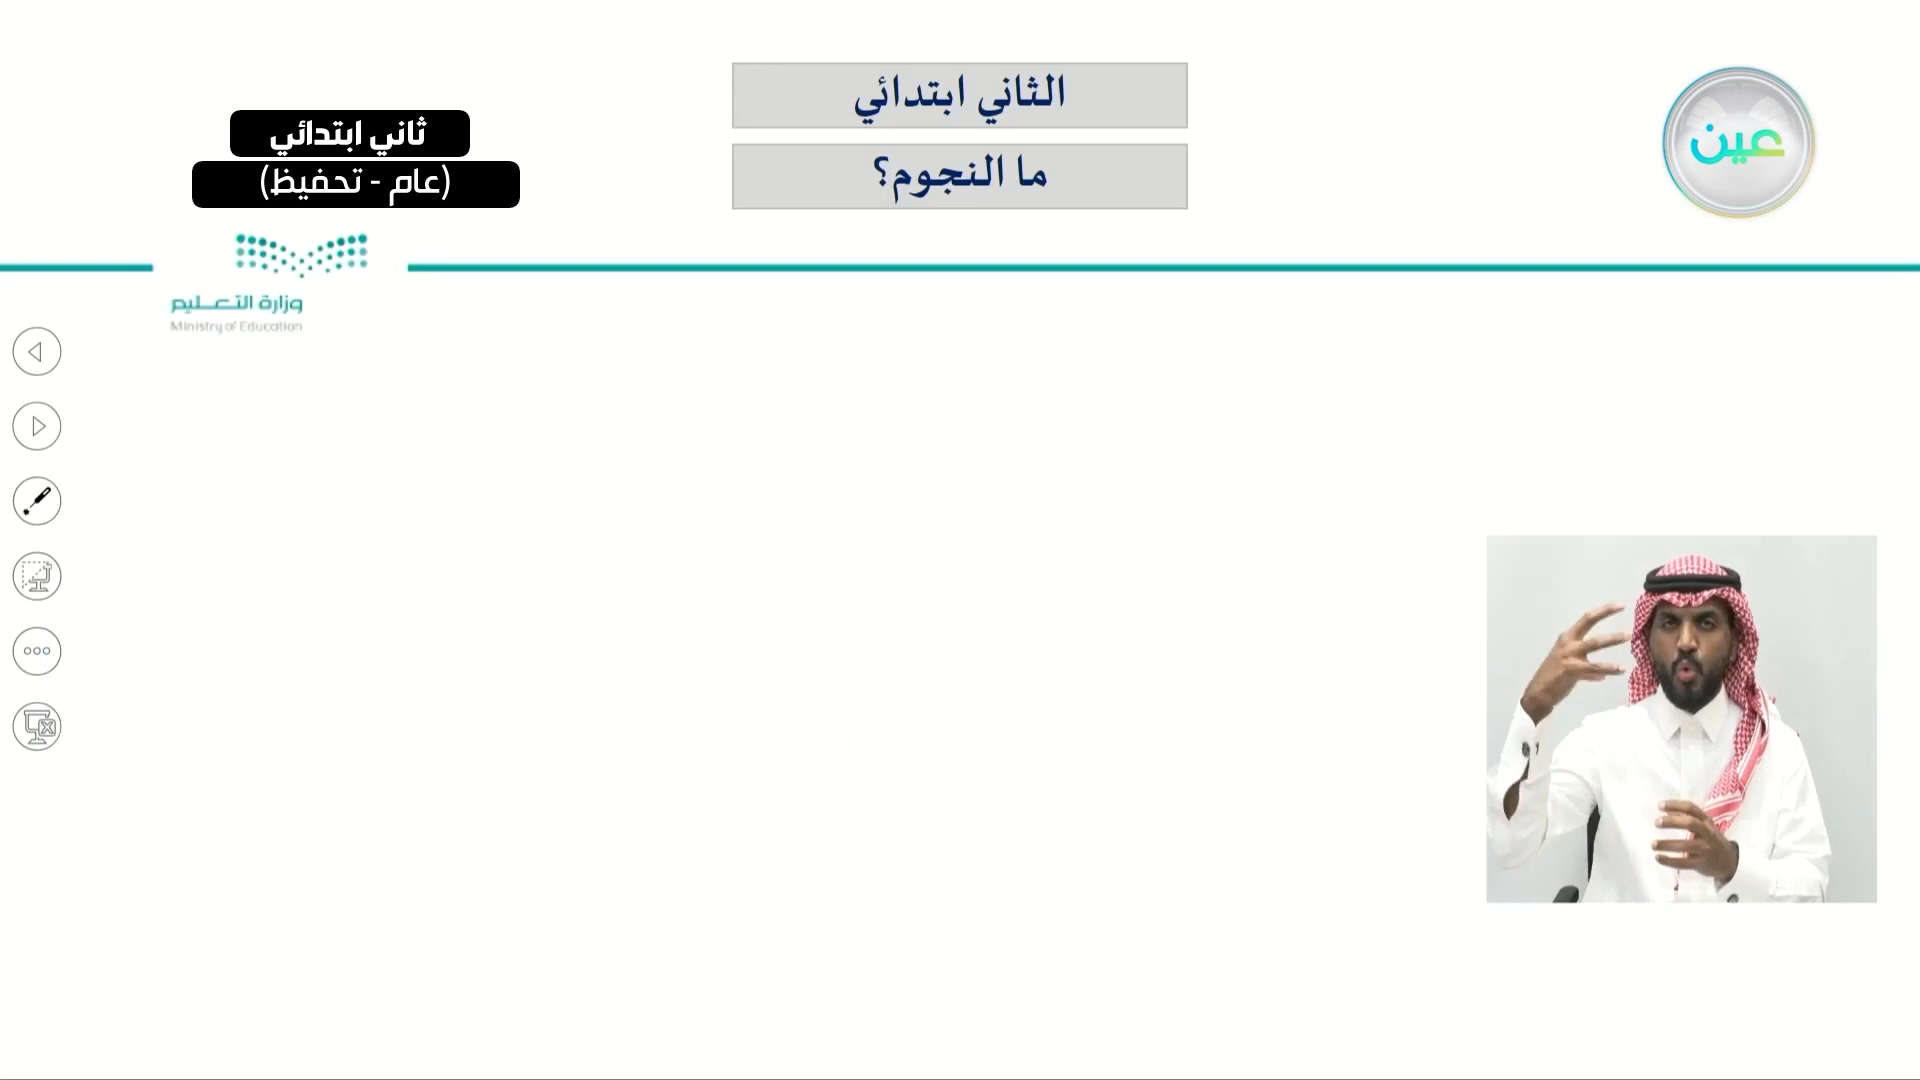 الثاني ابتدائي
ما النجوم؟
عين
ثاني ابتدائي
(عام - تحفيظ)
وزارة التعليم
Ministry of Education